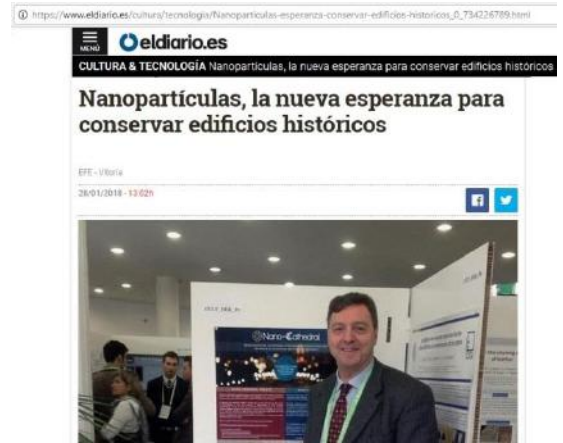 https://www.eldiario.es/cultura/tecnologia/Nanoparticulas-esperanza-conservar-edificios-historicos_0_734226789.html
MENÚ eldiario.es
CULTURA & TECNOLOGÍA Nanopartículas, la nueva esperanza para conservar edificios históricos
Nanopartículas, la nueva esperanza para
conservar edificios históricos
EFE - Vitoria
28/01/2018 - 13:02h
Nano-Cathedral